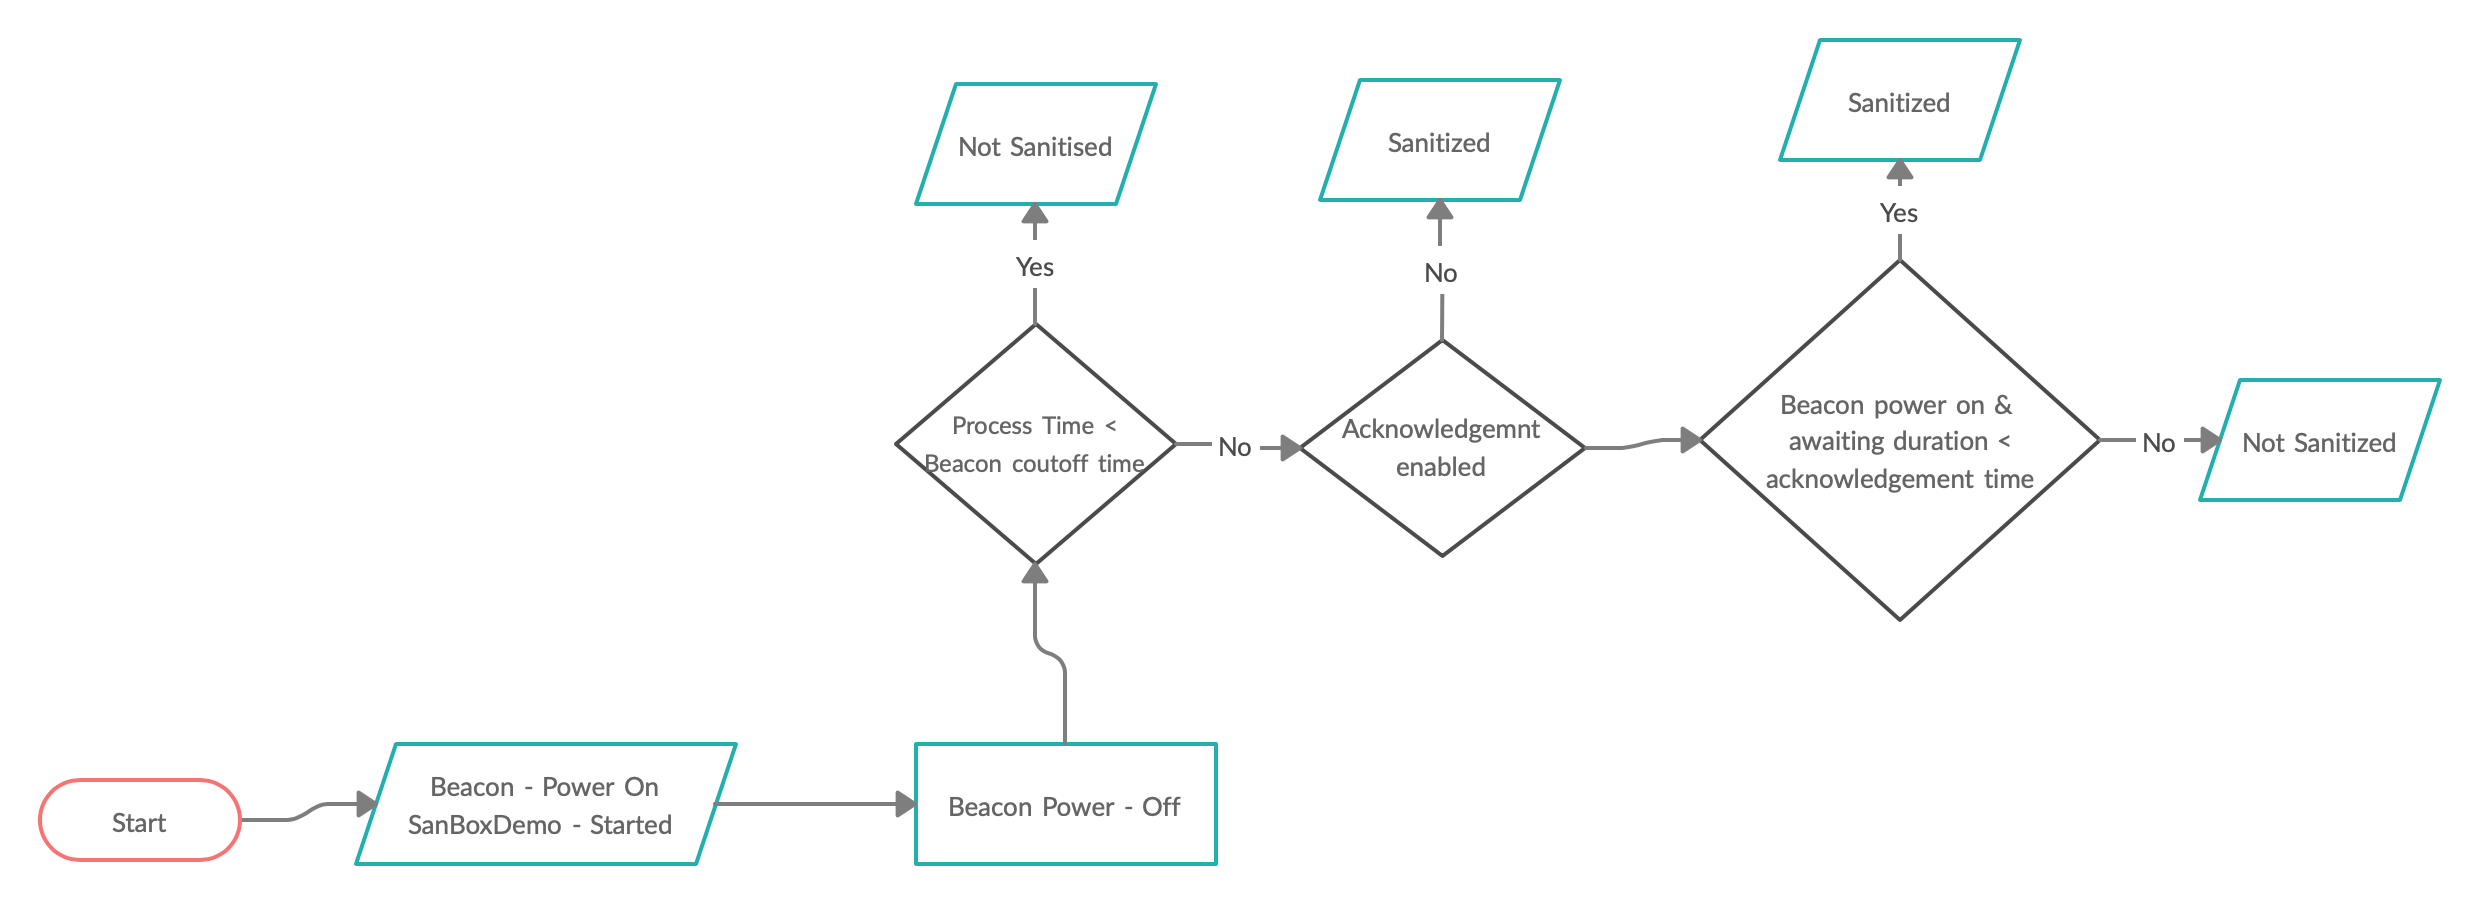 Start
Beacon - Power On
SanBoxDemo - Started
Beacon Power - Off
Process Time <
Beacon coutoff time
Yes
Not Sanitised
No
Acknowledgemnt
enabled
No
Sanitized
Beacon power on &
awaiting duration <
acknowledgement time
Yes
Sanitized
No
Not Sanitized